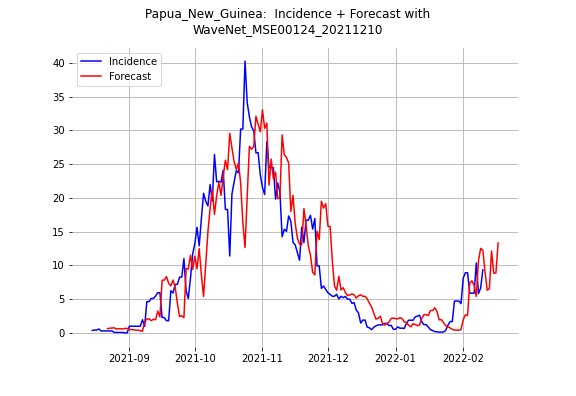 Papua_New_Guinea:  Incidence + Forecast with
WaveNet_MSE00124_20211210
Incidence
Forecast
40
35
30
25
20
15
10
5
0
2021-09 2021-10 2021-11 2021-12 2022-01 2022-02